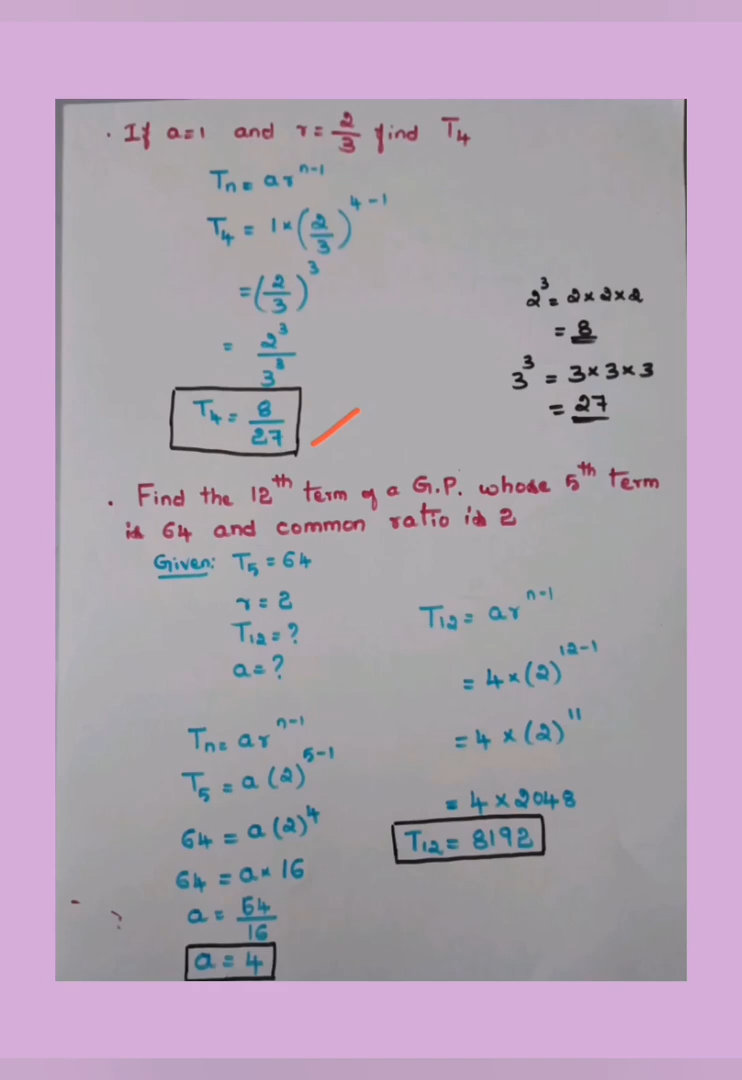 . If a=1 and r = 2/3 find T4
Tn = ar^n-1
T4 = 1×(2/3)^4-1
=(2/3)^3
= 2^3/3^3
T4 = 8/27
2^3 = 2×2×2
= 8
3^3 = 3×3×3
= 27
. Find the 12th term of a G.P. whose 5th term
is 64 and common ratio is 2
Given: T5 = 64
r = 2
T12 = ?
a = ?
Tn = ar^n-1
T5 = a (2)^5-1
64 = a (2)^4
64 = a × 16
a = 64/16
a = 4
T12 = ar^n-1
= 4×(2)^12-1
= 4 × (2)^11
= 4 × 2048
T12 = 8192